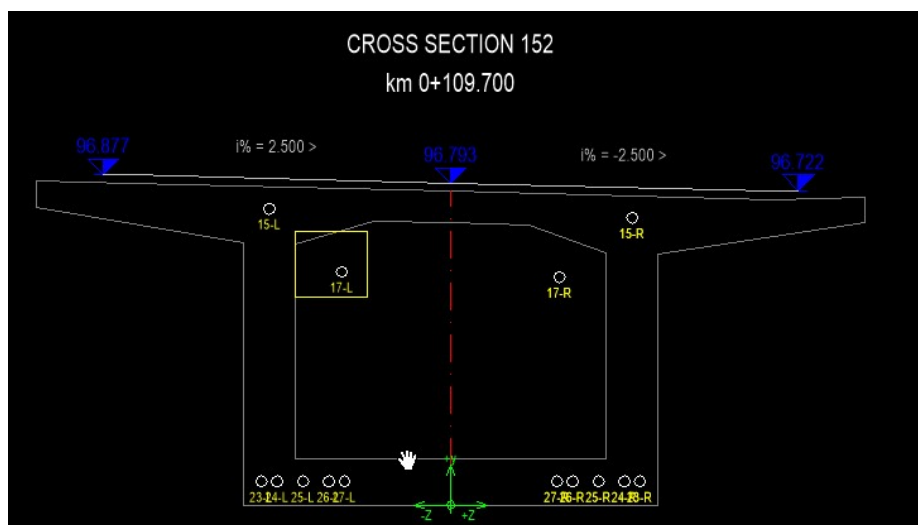 CROSS SECTION 152
km 0+109.700
96.877
i% = 2.500 >
96.793
i% = -2.500 >
96.722
15-L
15-R
17-L
17-R
+y
25-L
27-L
25-R
-Z
+Z